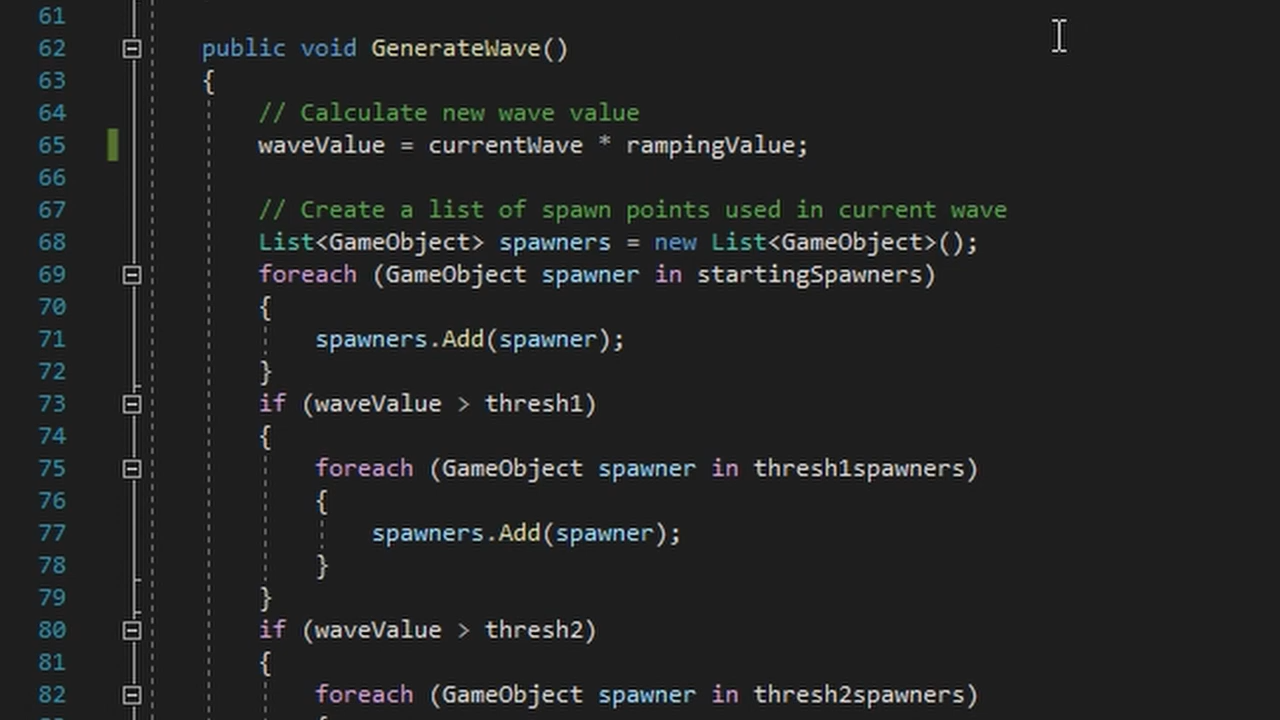 61
62 public void GenerateWave()
63 {
64 // Calculate new wave value
65 waveValue = currentWave * rampingValue;
66
67 // Create a list of spawn points used in current wave
68 List<GameObject> spawners = new List<GameObject>();
69 foreach (GameObject spawner in startingSpawners)
70 {
71 spawners.Add(spawner);
72 }
73 if (waveValue > thresh1)
74 {
75 foreach (GameObject spawner in thresh1spawners)
76 {
77 spawners.Add(spawner);
78 }
79 }
80 if (waveValue > thresh2)
81 {
82 foreach (GameObject spawner in thresh2spawners)